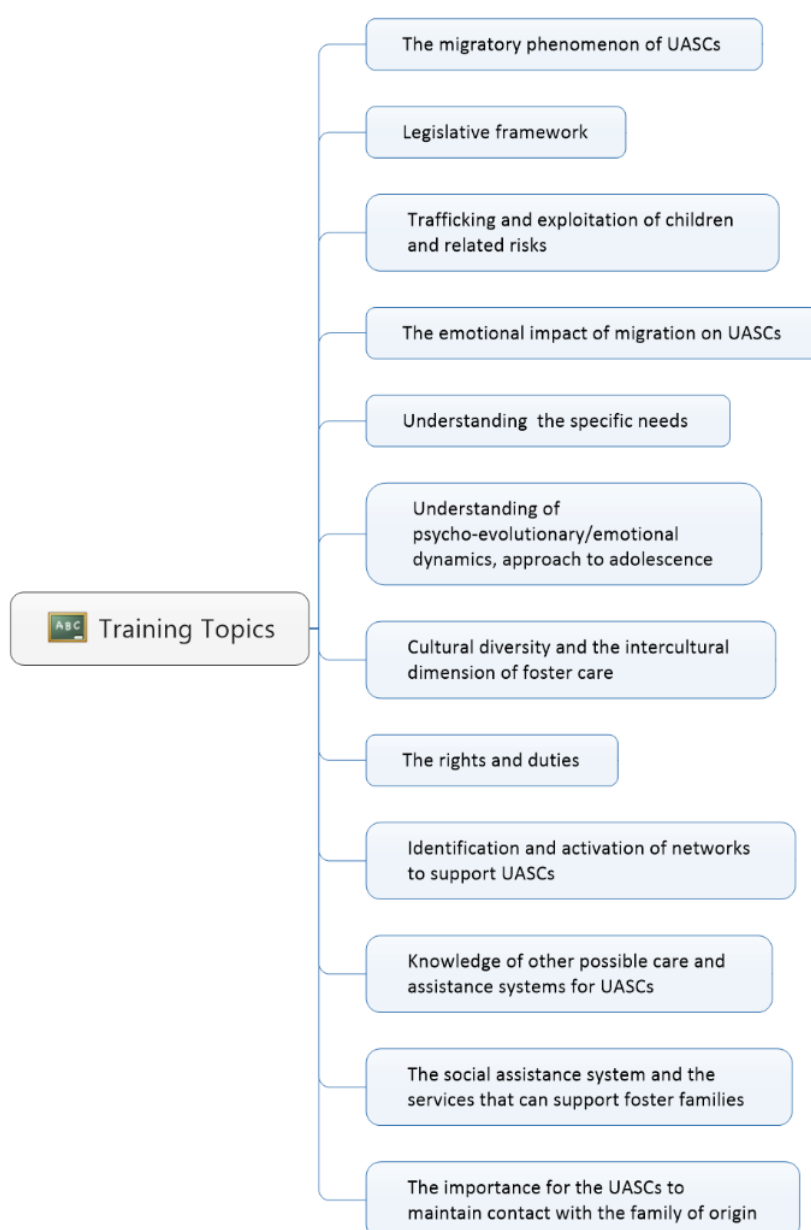 The migratory phenomenon of UASCs
Legislative framework
Trafficking and exploitation of children
and related risks
The emotional impact of migration on UASCs
Understanding  the specific needs
Understanding of
psycho-evolutionary/emotional
dynamics, approach to adolescence
ABC
Training Topics
Cultural diversity and the intercultural
dimension of foster care
The rights and duties
Identification and activation of networks
to support UASCs
Knowledge of other possible care and
assistance systems for UASCs
The social assistance system and the
services that can support foster families
The importance for the UASCs to
maintain contact with the family of origin